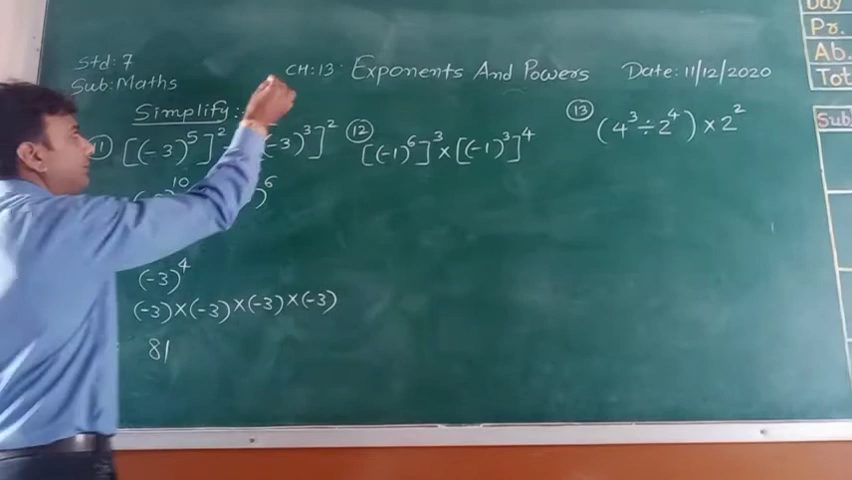 Std: 7
Sub: Maths
CH: 13 Exponents And Powers
Date: 11/12/2020
Simplify:
[(-3)⁵]² -3)³]²
10 )⁶
(-3)⁴
(-3)×(-3)×(-3)×(-3)
81
⑫ [(-1)⁶]³×[(-1)³]⁴
⑬ (4³÷2⁴)×2²
Day
Pr.
Ab.
Tot
Sub